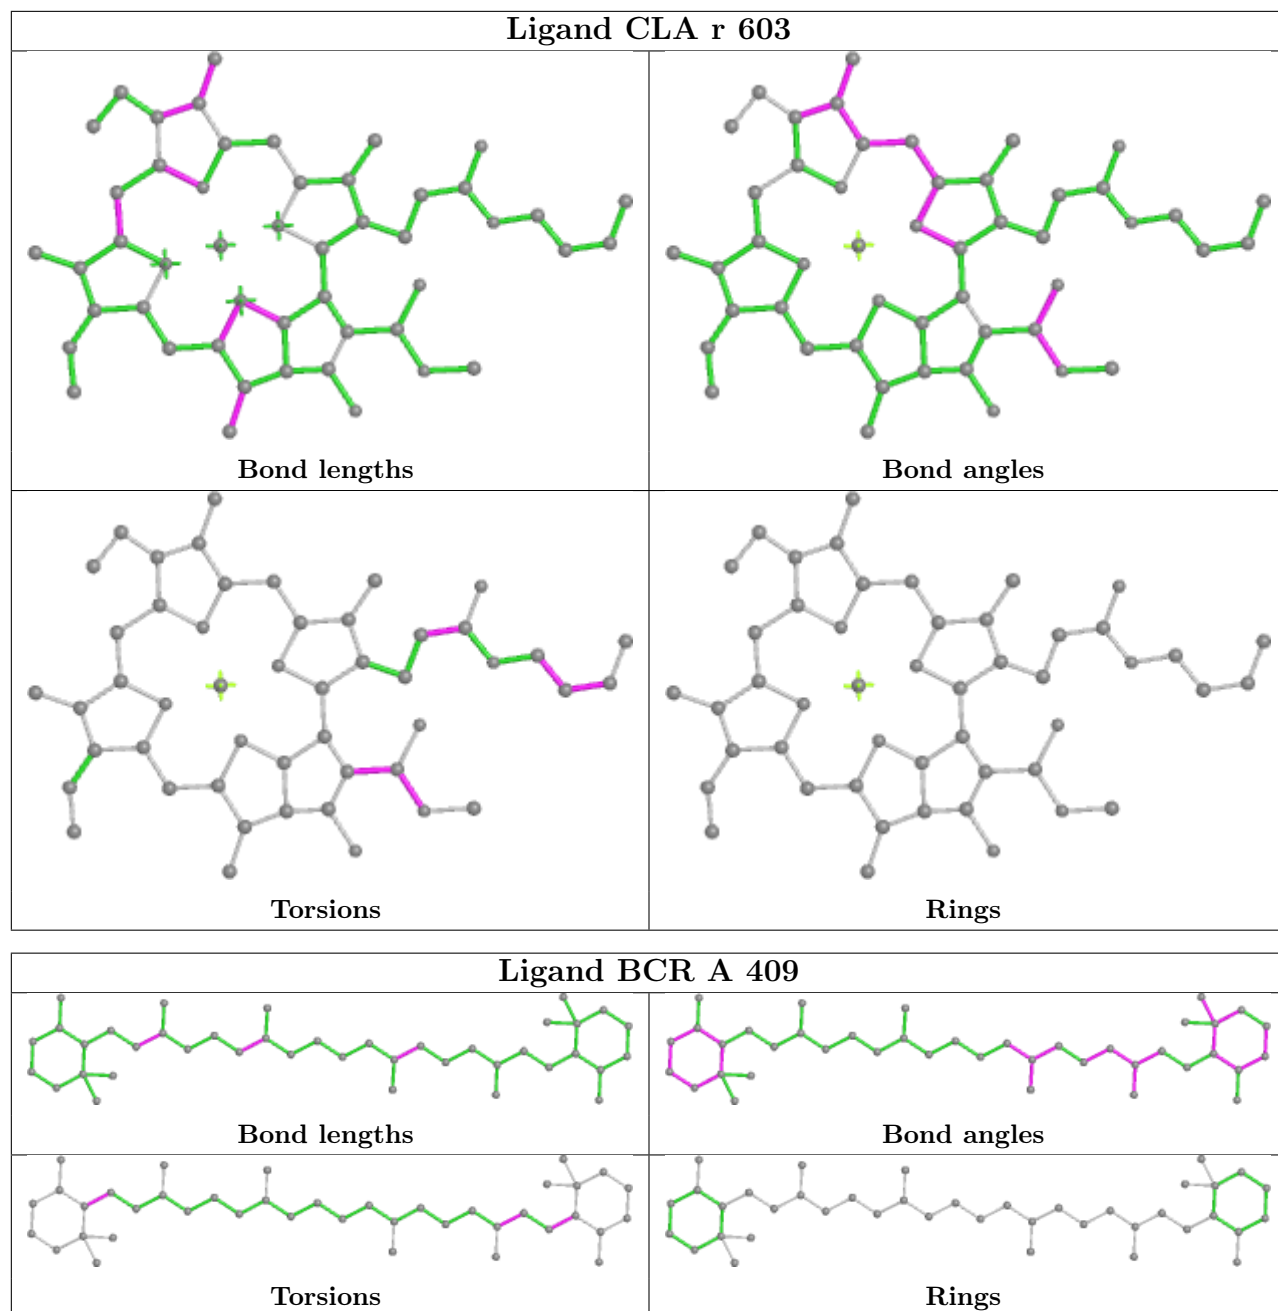 Ligand CLA r 603
Bond lengths
Bond angles
Torsions
Rings
Ligand BCR A 409
Bond lengths
Bond angles
Torsions
Rings